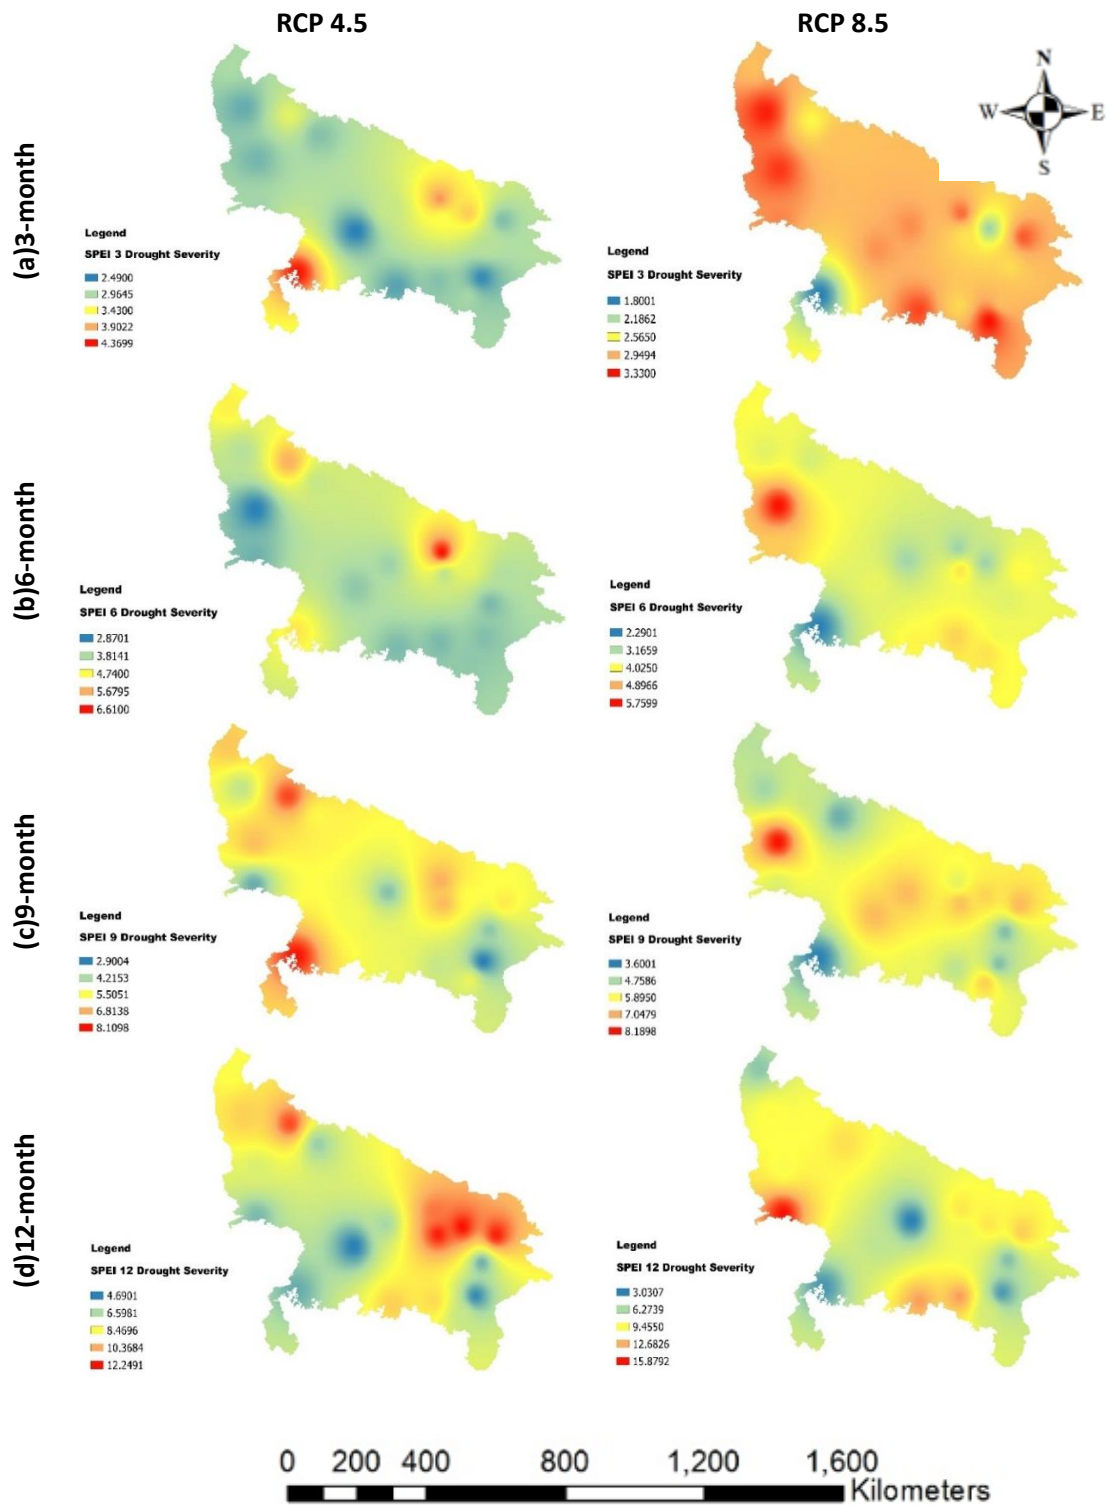 RCP 4.5
RCP 8.5
N
W
E
S
(a)3-month
Legend
SPEI 3 Drought Severity
2.4900
2.9645
3.4300
3.9022
4.3699
Legend
SPEI 3 Drought Severity
1.8001
2.1862
2.5650
2.9494
3.3300
(b)6-month
Legend
SPEI 6 Drought Severity
2.8701
3.8141
4.7400
5.6795
6.6100
Legend
SPEI 6 Drought Severity
2.2901
3.1659
4.0250
4.8966
5.7599
(c)9-month
Legend
SPEI 9 Drought Severity
2.9004
4.2153
5.5051
6.8138
8.1098
Legend
SPEI 9 Drought Severity
3.6001
4.7586
5.8950
7.0479
8.1898
(d)12-month
Legend
SPEI 12 Drought Severity
4.6901
6.5981
8.4696
10.3684
12.2491
Legend
SPEI 12 Drought Severity
3.0307
6.2739
9.4550
12.6826
15.8792
0 200 400 800 1,200 1,600
Kilometers